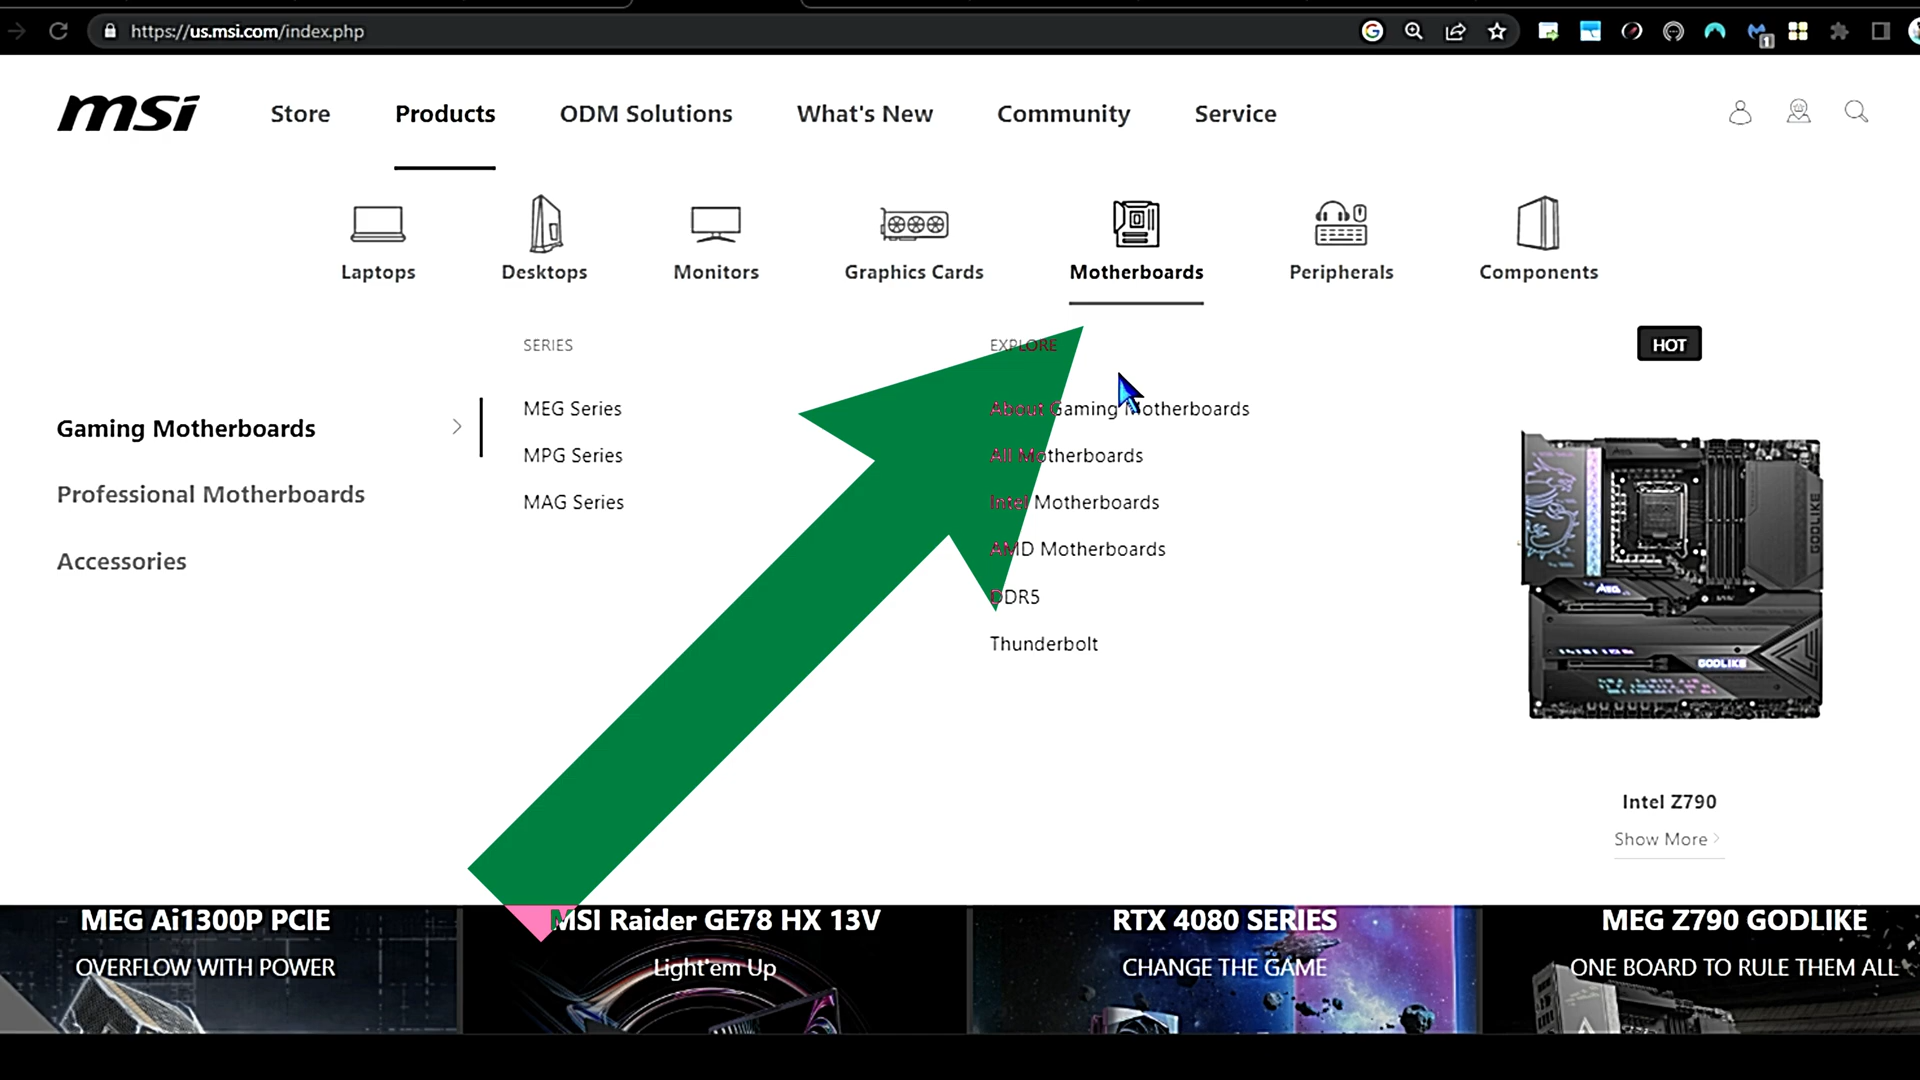 https://us.msi.com/index.php
1
msi
Store
Products
ODM Solutions
What's New
Community
Service
Laptops
Desktops
Monitors
Graphics Cards
Motherboards
Peripherals
Components
Gaming Motherboards
Professional Motherboards
Accessories
SERIES
MEG Series
MPG Series
MAG Series
EXPLORE
About Gaming Motherboards
All Motherboards
Intel Motherboards
AMD Motherboards
DDR5
Thunderbolt
HOT
GODLIKE
MEG
GODLIKE
Intel Z790
Show More
MEG Ai1300P PCIE
OVERFLOW WITH POWER
MSI Raider GE78 HX 13V
Light'em Up
RTX 4080 SERIES
CHANGE THE GAME
MEG Z790 GODLIKE
ONE BOARD TO RULE THEM ALL